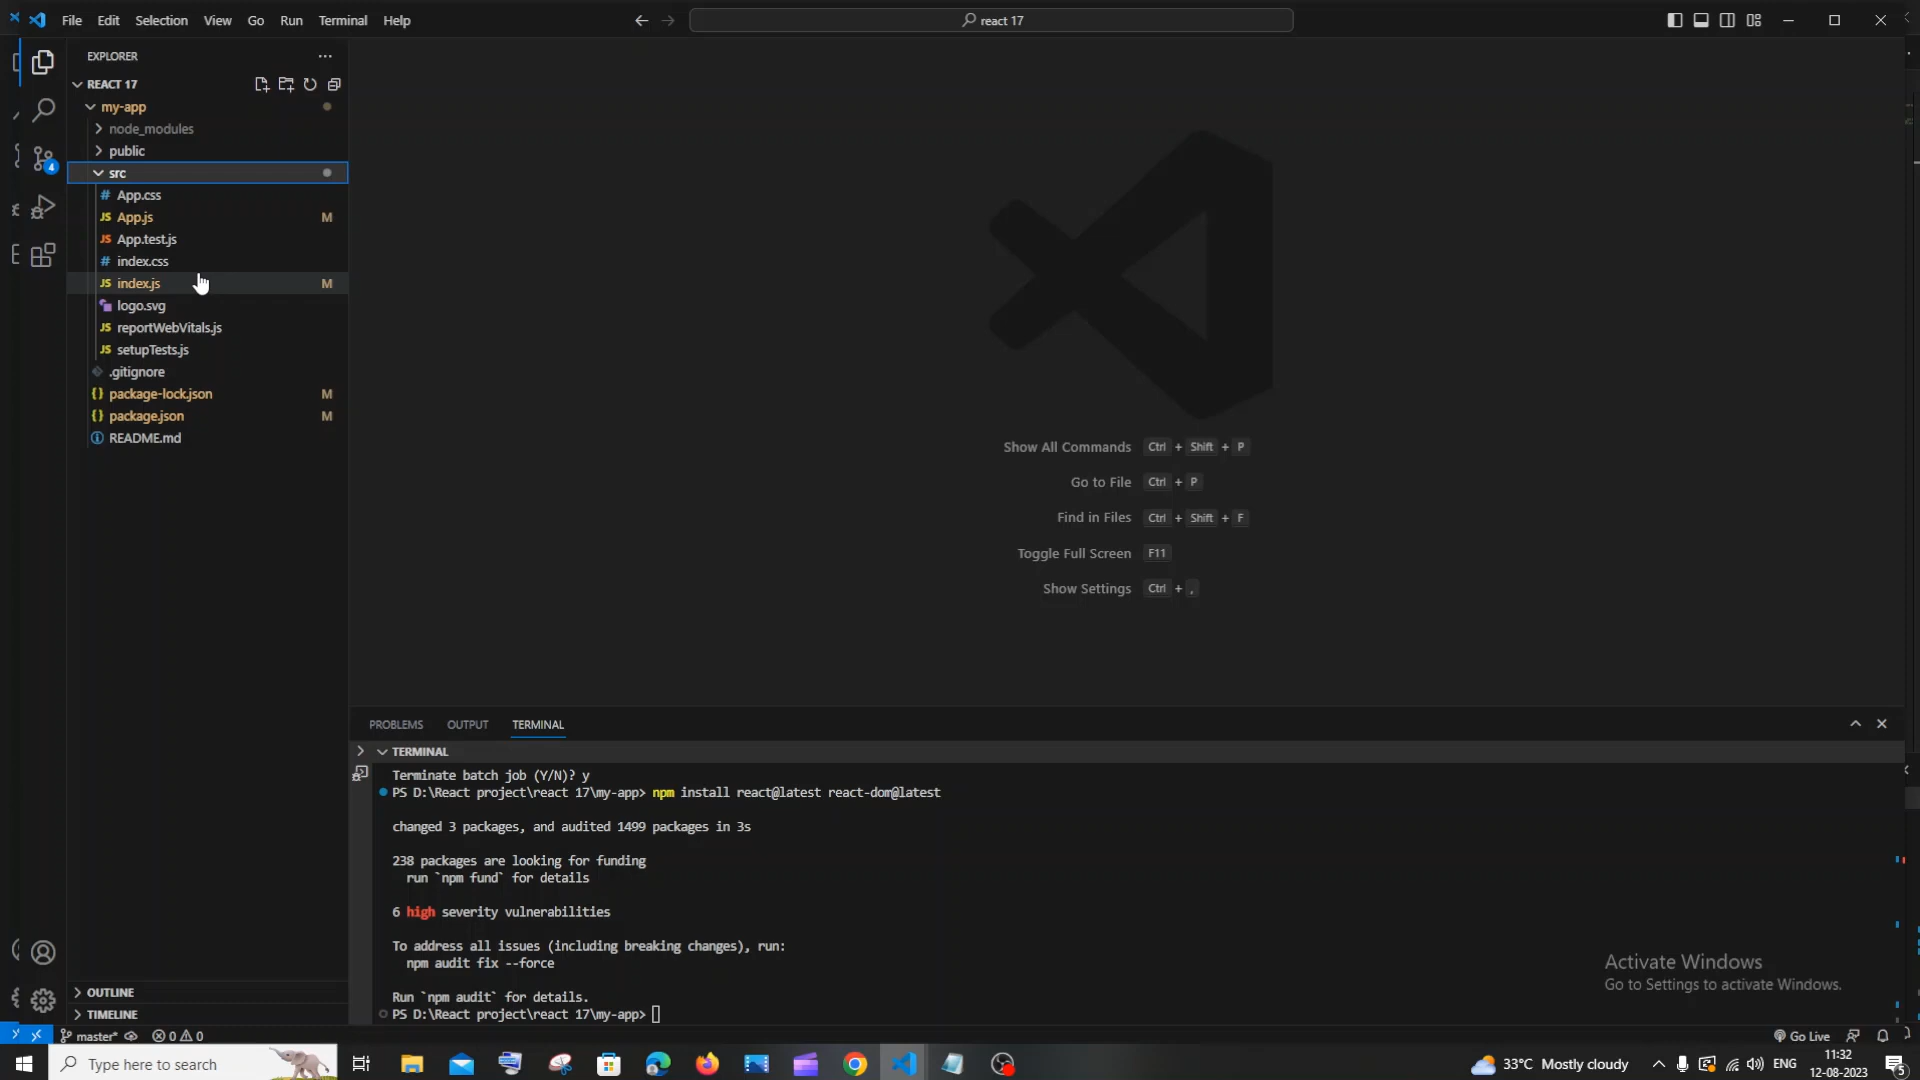 File Edit Selection View Go Run Terminal Help
react 17
EXPLORER
REACT 17
my-app
node_modules
public
src
# App.css
JS App.js M
JS App.test.js
# index.css
JS index.js M
logo.svg
JS reportWebVitals.js
JS setupTests.js
.gitignore
{} package-lock.json M
{} package.json M
README.md
OUTLINE
TIMELINE
4
Show All Commands Ctrl + Shift + P
Go to File Ctrl + P
Find in Files Ctrl + Shift + F
Toggle Full Screen F11
Show Settings Ctrl + ,
PROBLEMS OUTPUT TERMINAL
TERMINAL
Terminate batch job (Y/N)? y
PS D:\React project\react 17\my-app> npm install react@latest react-dom@latest
changed 3 packages, and audited 1499 packages in 3s
238 packages are looking for funding
run `npm fund` for details
6 high severity vulnerabilities
To address all issues (including breaking changes), run:
npm audit fix --force
Run `npm audit` for details.
PS D:\React project\react 17\my-app>
Activate Windows
Go to Settings to activate Windows.
master* 0 0
Go Live
Type here to search
33°C Mostly cloudy
ENG
11:32
12-08-2023
5